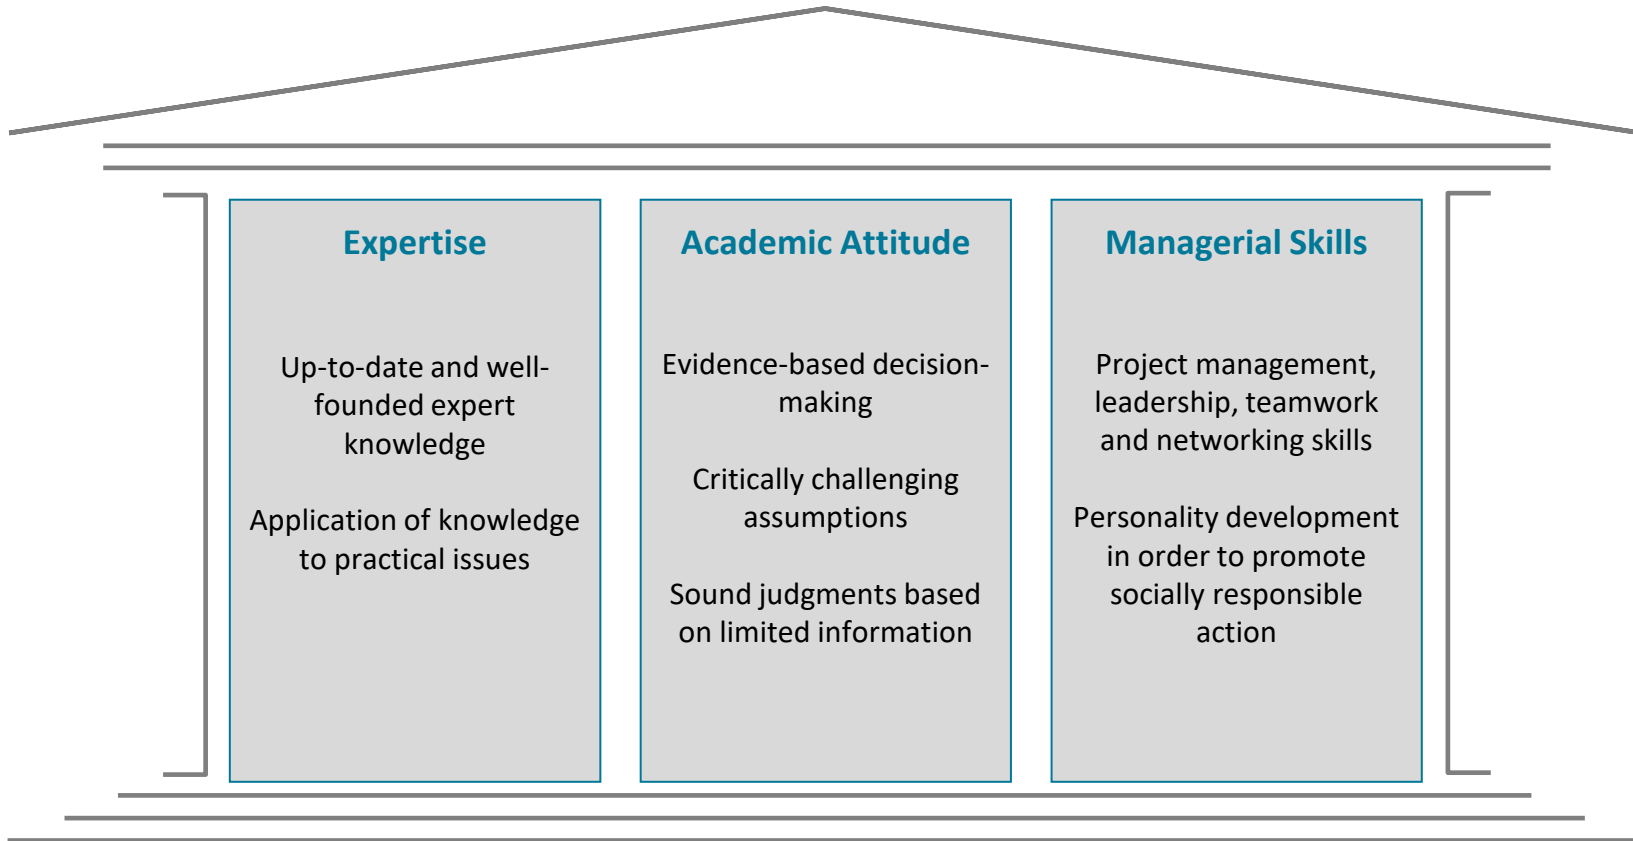 Expertise
Up-to-date and well-
founded expert
knowledge
Application of knowledge
to practical issues
Academic Attitude
Evidence-based decision-
making
Critically challenging
assumptions
Sound judgments based
on limited information
Managerial Skills
Project management,
leadership, teamwork
and networking skills
Personality development
in order to promote
socially responsible
action